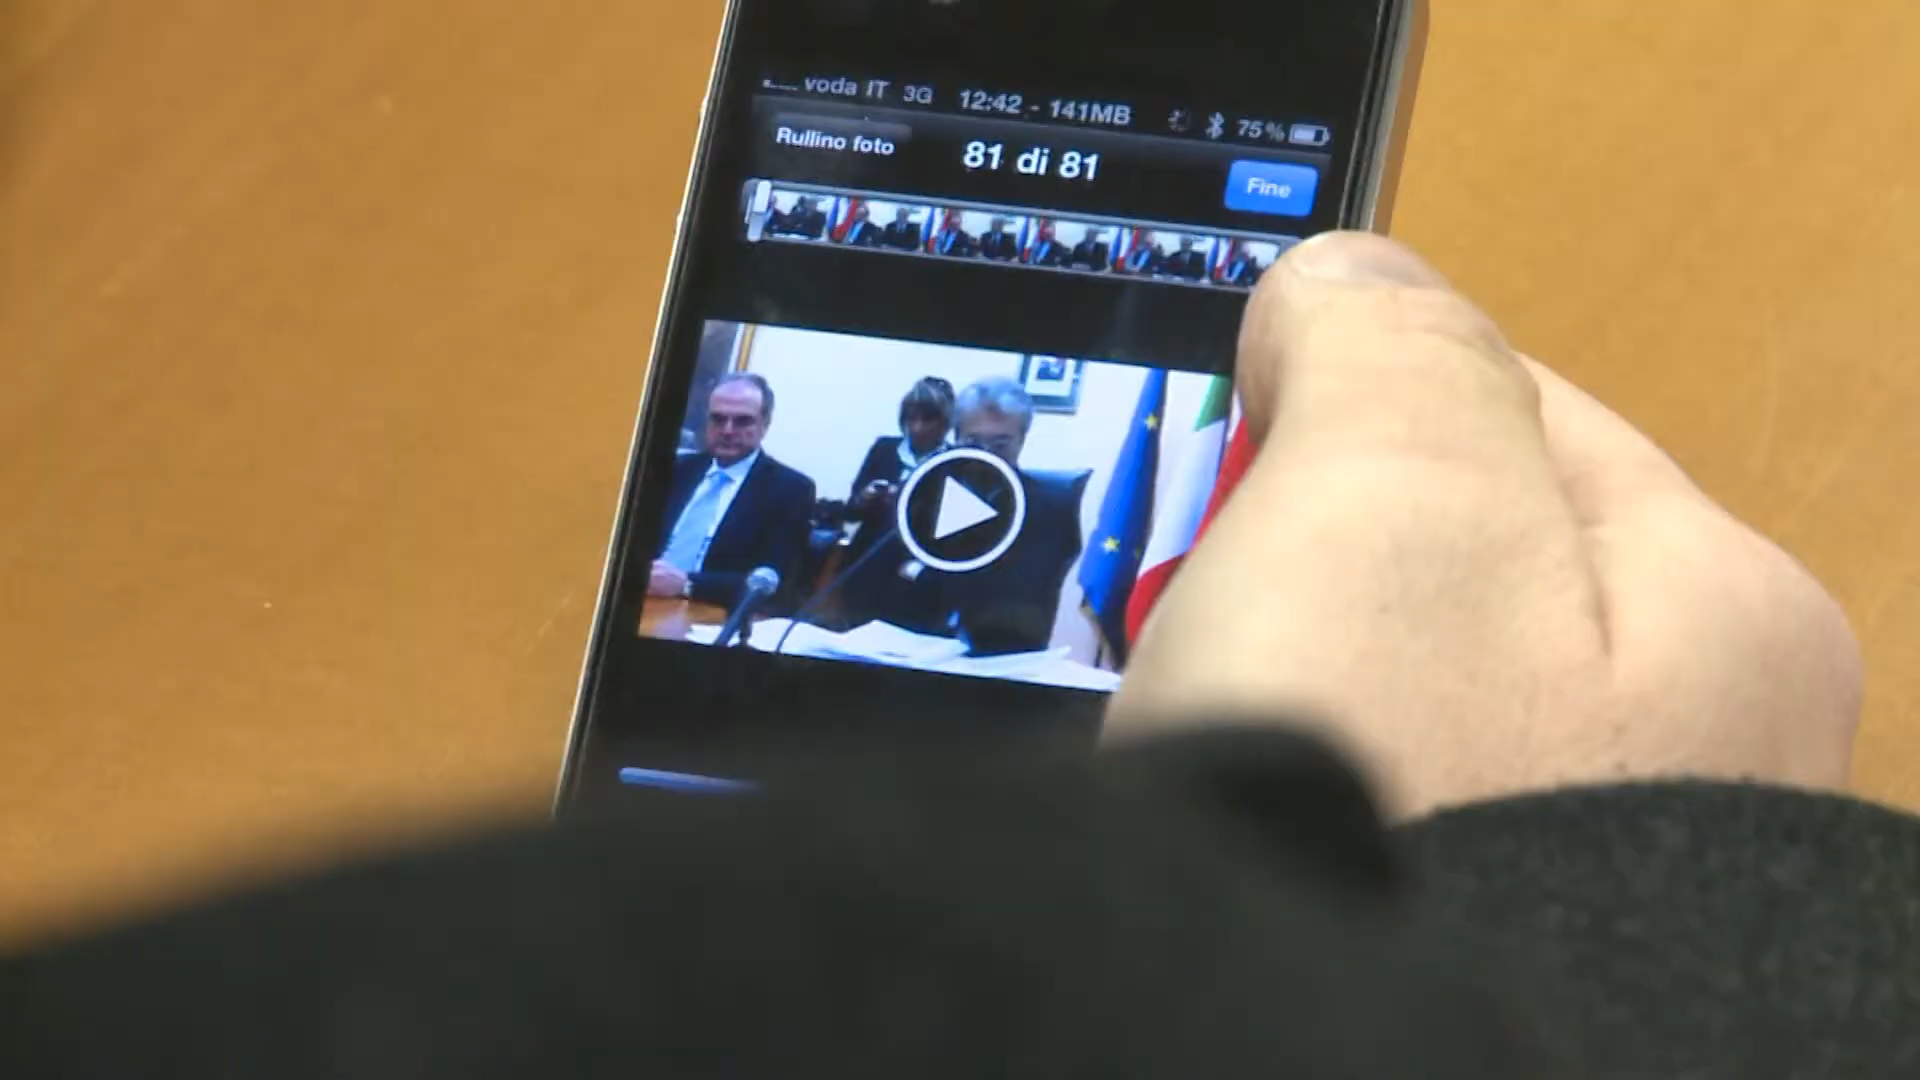 voda IT 3G 12:42 - 141MB 75%
Rullino foto 81 di 81 Fine